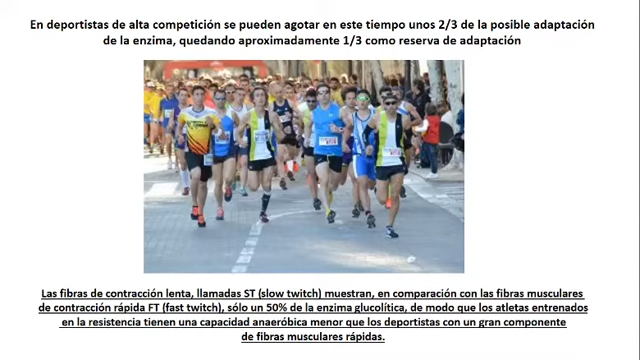 En deportistas de alta competición se pueden agotar en este tiempo unos 2/3 de la posible adaptación
de la enzima, quedando aproximadamente 1/3 como reserva de adaptación
Las fibras de contracción lenta, llamadas ST (slow twitch) muestran, en comparación con las fibras musculares
de contracción rápida FT (fast twitch), sólo un 50% de la enzima glucolítica, de modo que los atletas entrenados
en la resistencia tienen una capacidad anaeróbica menor que los deportistas con un gran componente
de fibras musculares rápidas.